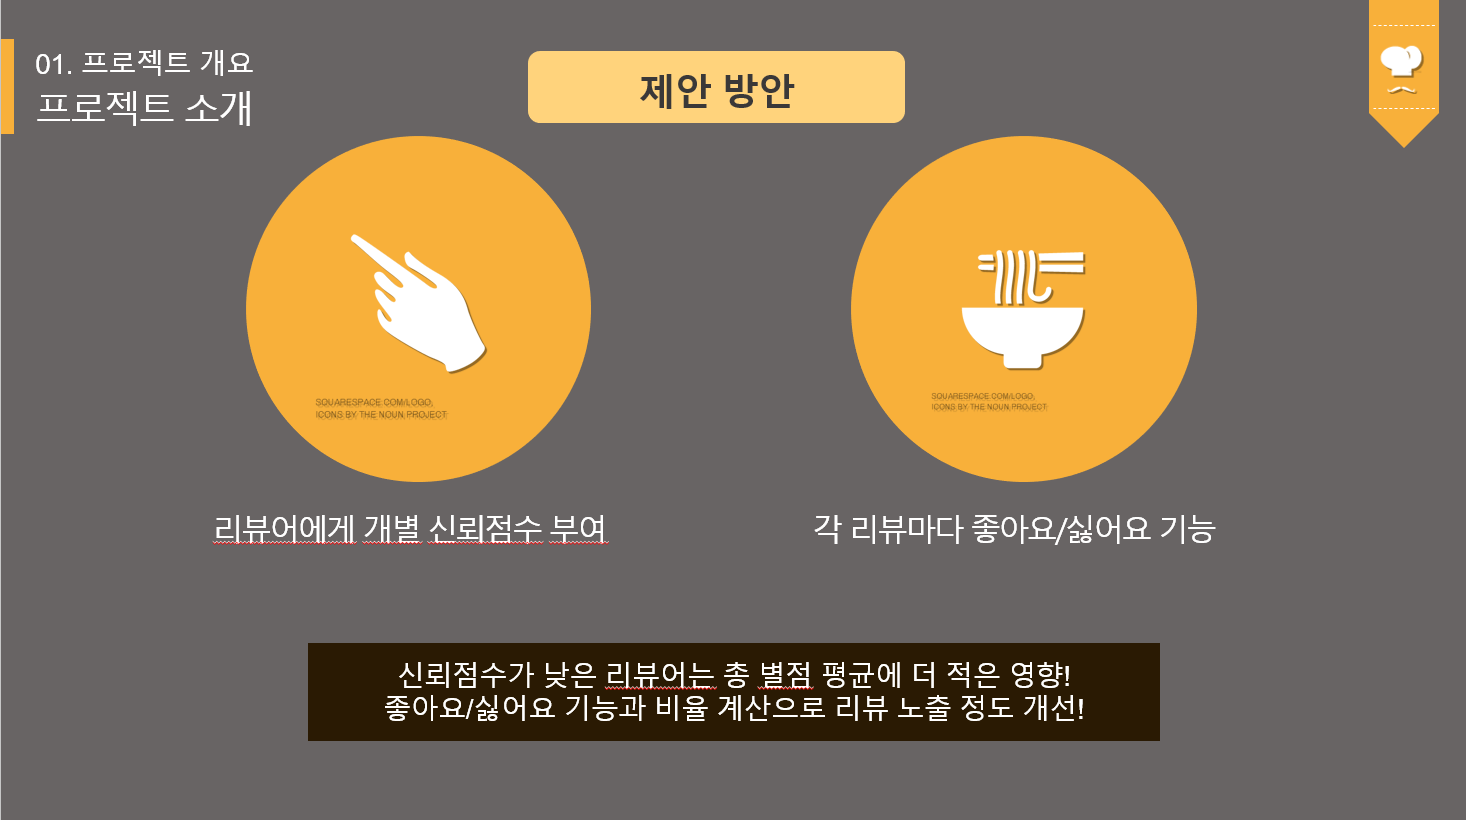 01. 프로젝트 개요
프로젝트 소개
제안 방안
SQUARESPACE.COM/LOGO,
ICONS BY THE NOUN PROJECT
SQUARESPACE.COM/LOGO,
ICONS BY THE NOUN PROJECT
리뷰어에게 개별 신뢰점수 부여
각 리뷰마다 좋아요/싫어요 기능
신뢰점수가 낮은 리뷰어는 총 별점 평균에 더 적은 영향!
좋아요/싫어요 기능과 비율 계산으로 리뷰 노출 정도 개선!